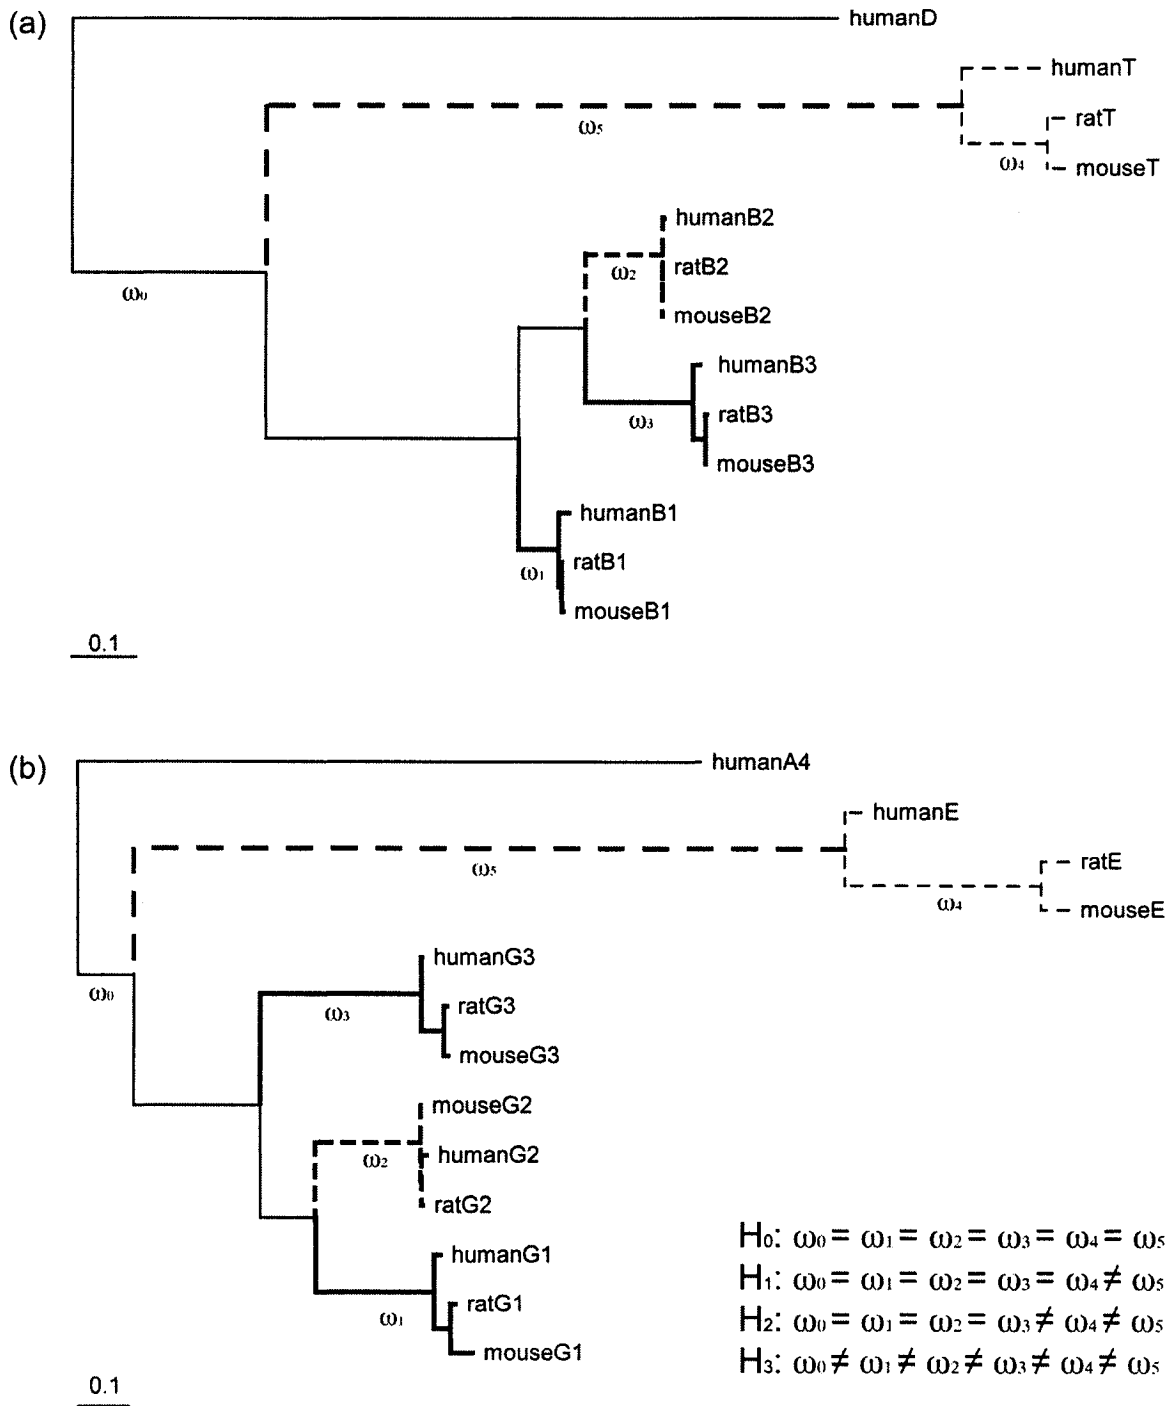 (a)
humanD
humanT
ω₅
ratT
ω₄
mouseT
humanB2
ω₂
ratB2
ω₀
mouseB2
humanB3
ω₃
ratB3
mouseB3
humanB1
ω₁
ratB1
mouseB1
0.1
(b)
humanA4
humanE
ω₅
ratE
ω₄
mouseE
humanG3
ω₀
ω₃
ratG3
mouseG3
mouseG2
ω₂
humanG2
ratG2
humanG1
ω₁
ratG1
mouseG1
H₀: ω₀ = ω₁ = ω₂ = ω₃ = ω₄ = ω₅
H₁: ω₀ = ω₁ = ω₂ = ω₃ = ω₄ ≠ ω₅
H₂: ω₀ = ω₁ = ω₂ = ω₃ ≠ ω₄ ≠ ω₅
H₃: ω₀ ≠ ω₁ ≠ ω₂ ≠ ω₃ ≠ ω₄ ≠ ω₅
0.1